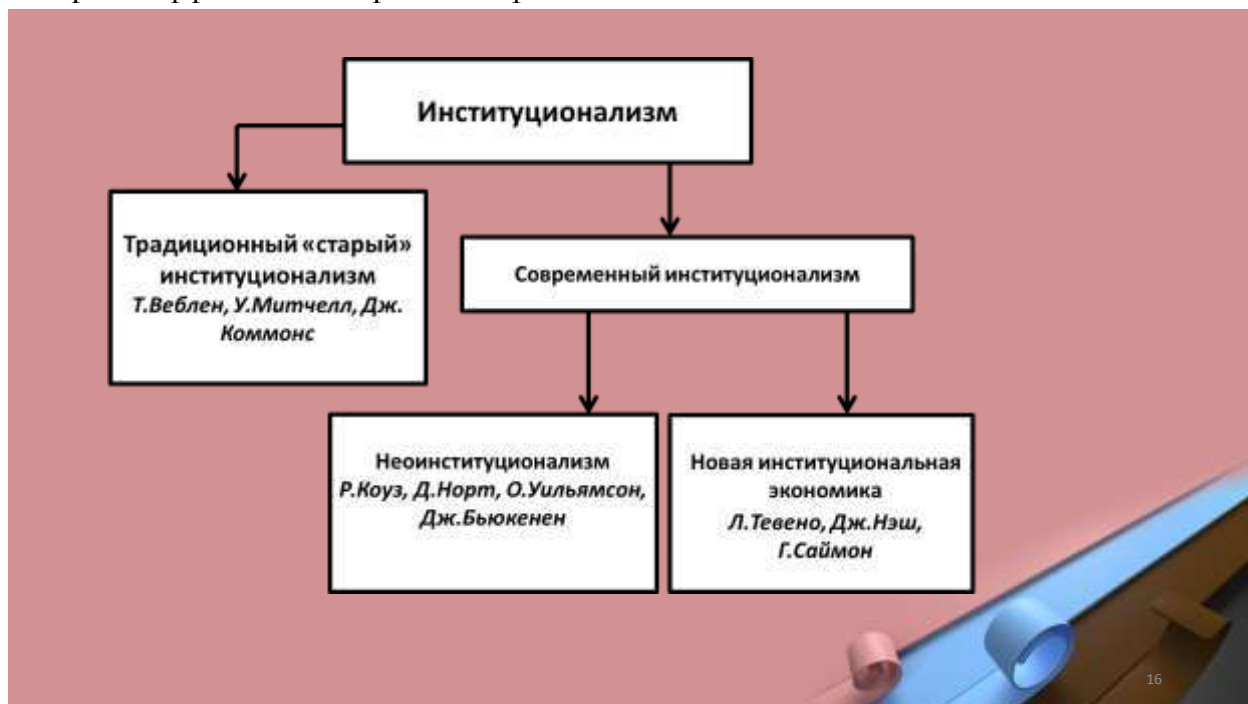 Институционализм
Традиционный «старый»
институционализм
Т.Веблен, У.Митчелл, Дж.
Коммонс
Современный институционализм
Неоинституционализм
Р.Коуз, Д.Норт, О.Уильямсон,
Дж.Бьюкенен
Новая институциональная
экономика
Л.Тевено, Дж.Нэш,
Г.Саймон
16